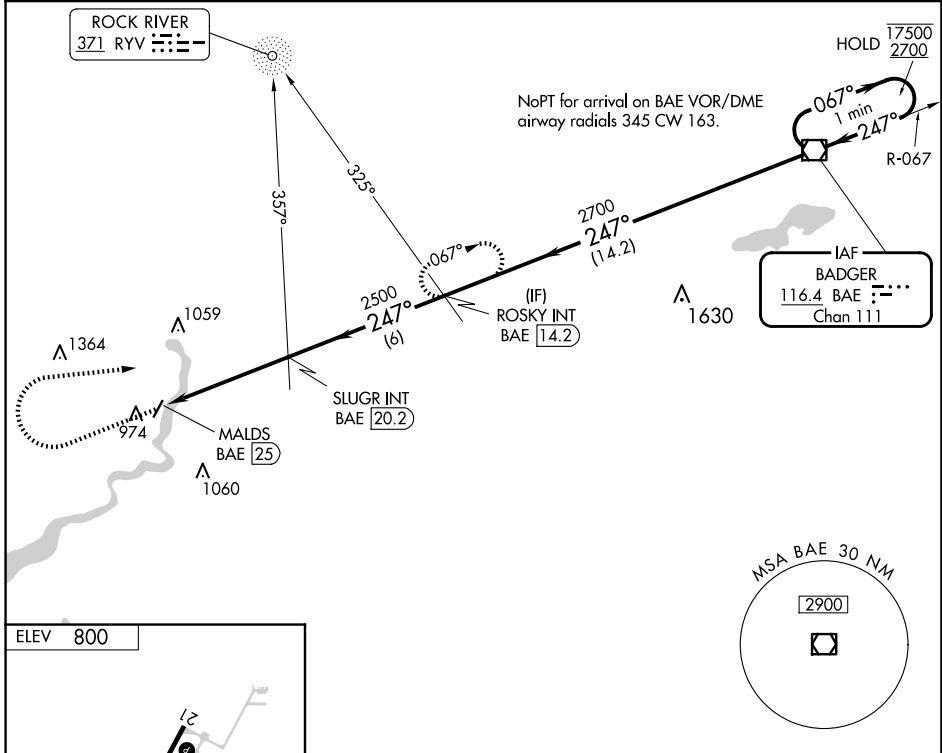 ROCK RIVER
371 RYV
HOLD 17500
2700
NoPT for arrival on BAE VOR/DME
airway radials 345 CW 163.
067°
1 min
247°
R-067
357°
325°
2700
247°
(14.2)
067°
IAF
BADGER
116.4 BAE
Chan 111
(IF)
ROSKY INT
BAE 14.2
1630
2500
247°
(6)
1059
1364
SLUGR INT
BAE 20.2
974
MALDS
BAE 25
1060
MSA BAE 30 NM
2900
ELEV 800
21
P